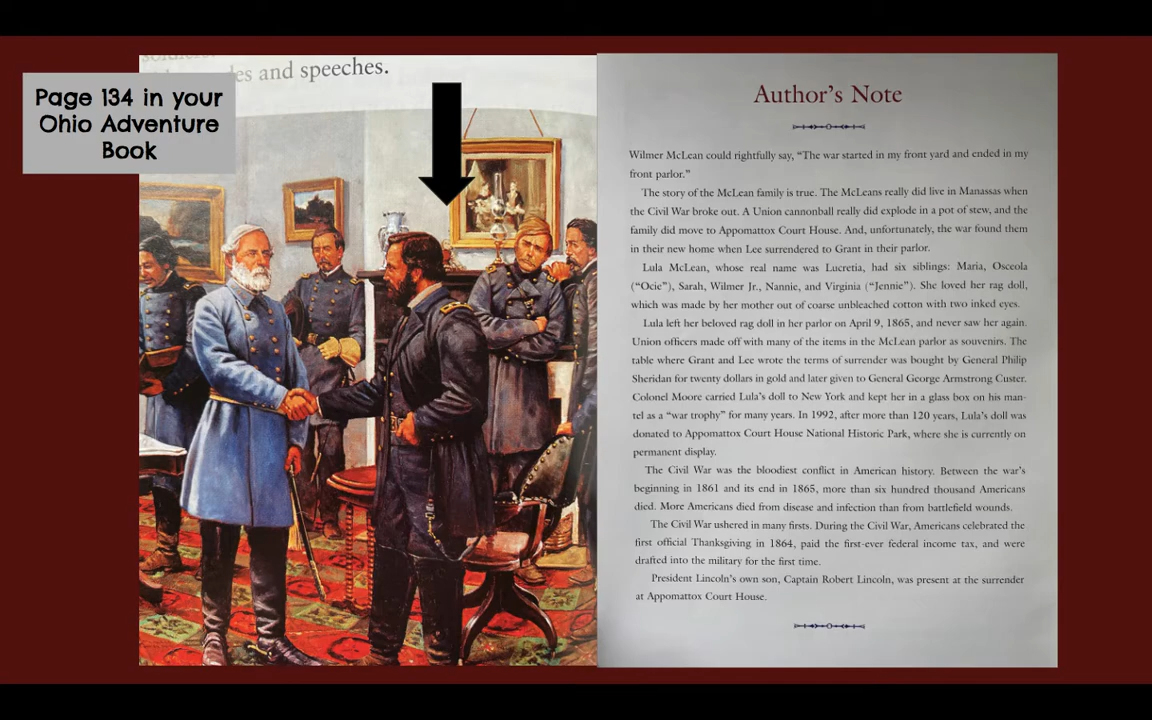 Page 134 in your
Ohio Adventure
Book
and speeches.
Author's Note
Wilmer McLean could rightfully say, "The war started in my front yard and ended in my
front parlor."
The story of the McLean family is true. The McLeans really did live in Manassas when
the Civil War broke out. A Union cannonball really did explode in a pot of stew, and the
family did move to Appomattox Court House. And, unfortunately, the war found them
in their new home when Lee surrendered to Grant in their parlor.
Lula McLean, whose real name was Lucretia, had six siblings: Maria, Osceola
("Ocie"), Sarah, Wilmer Jr., Nannie, and Virginia ("Jennie"). She loved her rag doll,
which was made by her mother out of coarse unbleached cotton with two inked eyes.
Lula left her beloved rag doll in her parlor on April 9, 1865, and never saw her again.
Union officers made off with many of the items in the McLean parlor as souvenirs. The
table where Grant and Lee wrote the terms of surrender was bought by General Philip
Sheridan for twenty dollars in gold and later given to General George Armstrong Custer.
Colonel Moore carried Lula's doll to New York and kept her in a glass box on his man-
tel as a "war trophy" for many years. In 1992, after more than 120 years, Lula's doll was
donated to Appomattox Court House National Historic Park, where she is currently on
permanent display.
The Civil War was the bloodiest conflict in American history. Between the war's
beginning in 1861 and its end in 1865, more than six hundred thousand Americans
died. More Americans died from disease and infection than from battlefield wounds.
The Civil War ushered in many firsts. During the Civil War, Americans celebrated the
first official Thanksgiving in 1864, paid the first-ever federal income tax, and were
drafted into the military for the first time.
President Lincoln's own son, Captain Robert Lincoln, was present at the surrender
at Appomattox Court House.